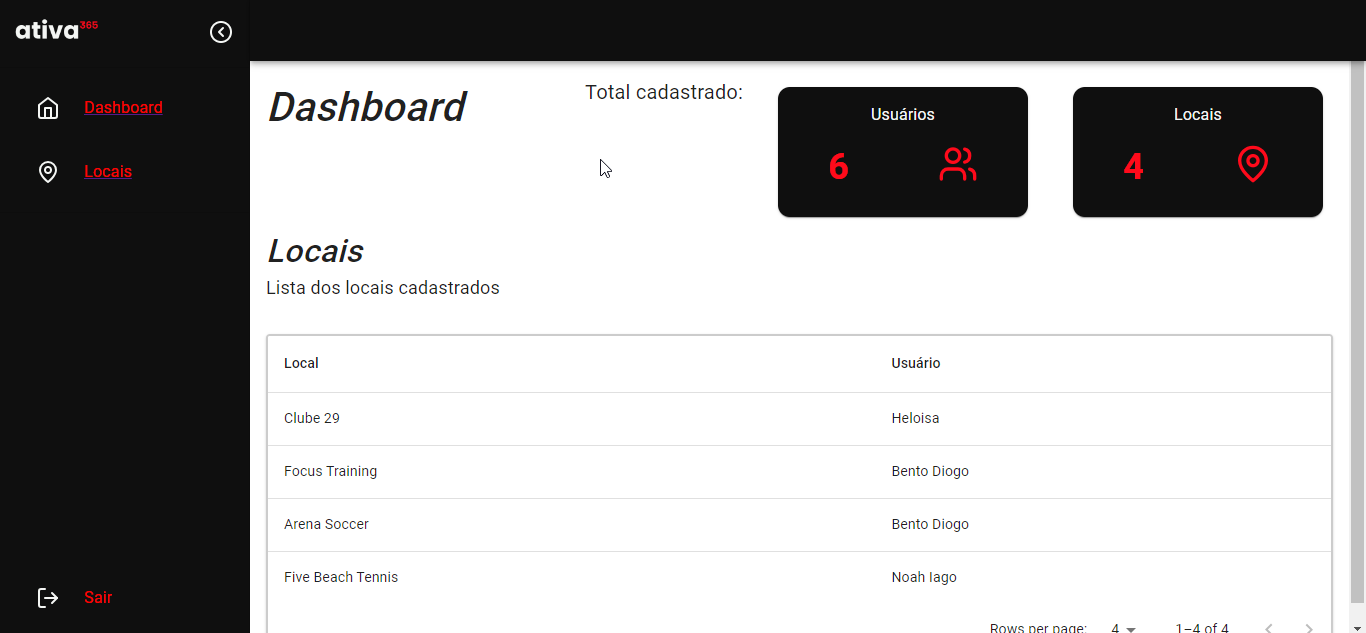 ativa365
Dashboard
Locais
Sair
Dashboard
Total cadastrado:
Usuários
6
Locais
4
Locais
Lista dos locais cadastrados
Local Usuário
Clube 29 Heloisa
Focus Training Bento Diogo
Arena Soccer Bento Diogo
Five Beach Tennis Noah Iago
Rows per page: 4 1–4 of 4